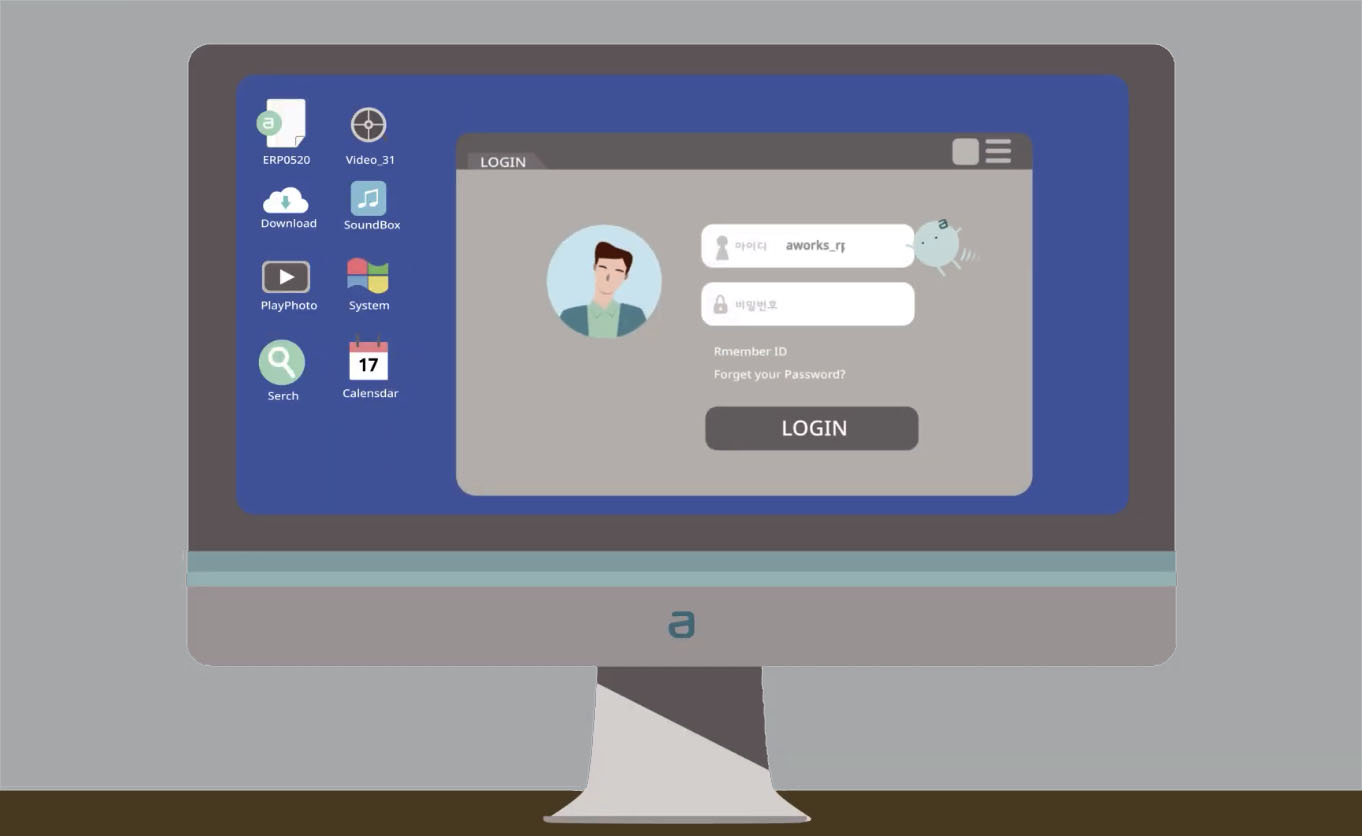 a
ERP0520
Video_31
Download
SoundBox
PlayPhoto
System
17
Serch
Calensdar
LOGIN
a
아이디 aworks_rp
비밀번호
Rmember ID
Forget your Password?
LOGIN
a